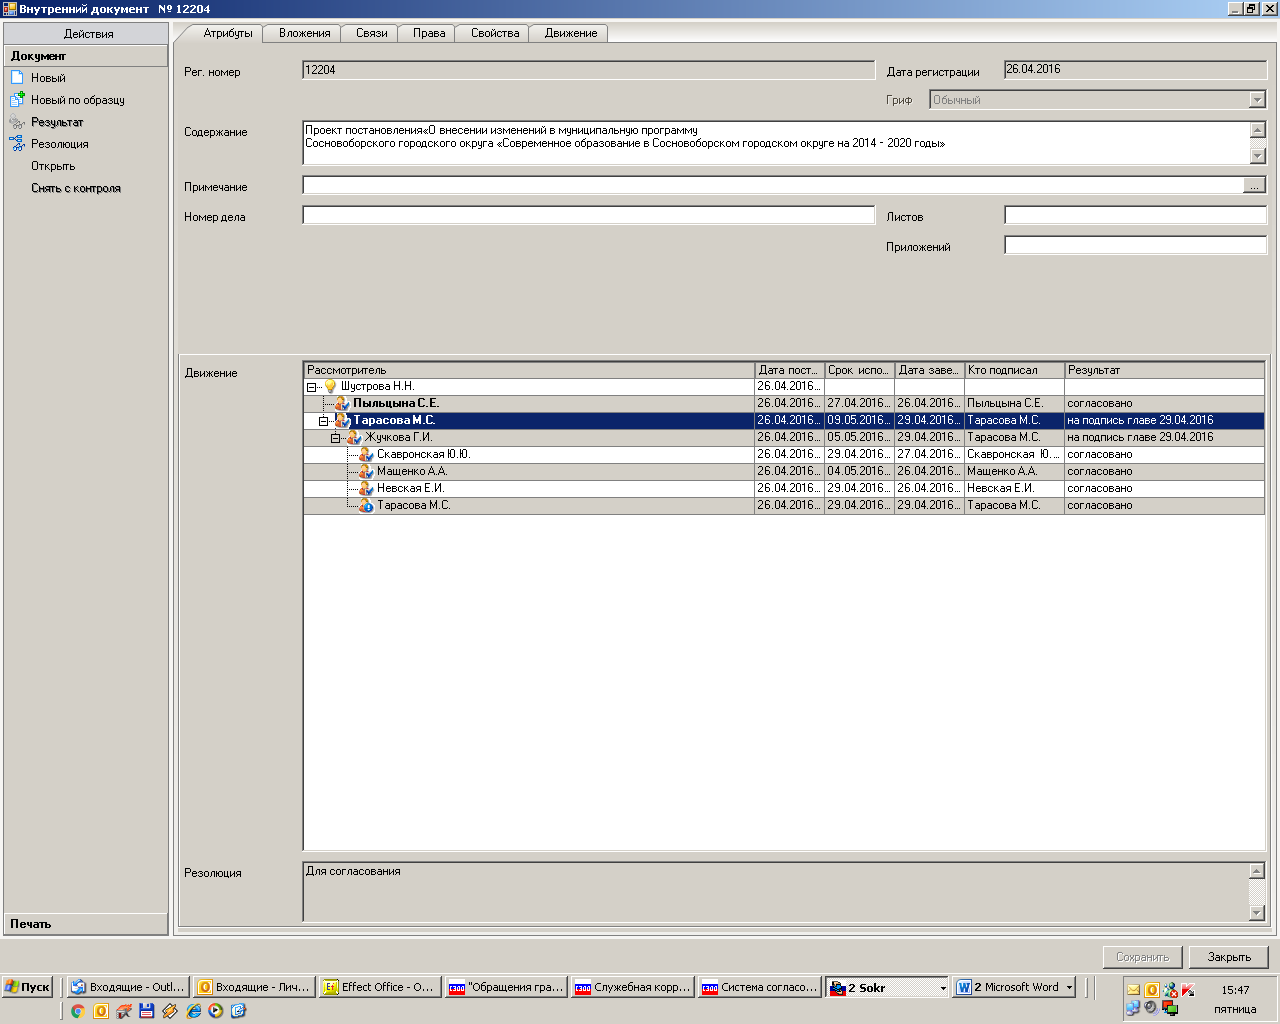 Внутренний документ № 12204
Действия
Документ
Новый
Новый по образцу
Результат
Резолюция
Открыть
Снять с контроля
Печать
Атрибуты Вложения Связи Права Свойства Движение
Рег. номер 12204 Дата регистрации 26.04.2016
Гриф Обычный
Содержание Проект постановления«О внесении изменений в муниципальную программу
Сосновоборского городского округа «Современное образование в Сосновоборском городском округе на 2014 - 2020 годы»
Примечание ...
Номер дела Листов
Приложений
Движение
Рассмотритель Дата пост... Срок испо... Дата заве... Кто подписал Результат
Шустрова Н.Н. 26.04.2016...
Пыльцына С.Е. 26.04.2016... 27.04.2016... 26.04.2016... Пыльцына С.Е. согласовано
Тарасова М.С. 26.04.2016... 09.05.2016... 29.04.2016... Тарасова М.С. на подпись главе 29.04.2016
Жучкова Г.И. 26.04.2016... 05.05.2016... 29.04.2016... Тарасова М.С. на подпись главе 29.04.2016
Скавронская Ю.Ю. 26.04.2016... 29.04.2016... 27.04.2016... Скавронская Ю.... согласовано
Мащенко А.А. 26.04.2016... 04.05.2016... 26.04.2016... Мащенко А.А. согласовано
Невская Е.И. 26.04.2016... 29.04.2016... 26.04.2016... Невская Е.И. согласовано
Тарасова М.С. 26.04.2016... 29.04.2016... 29.04.2016... Тарасова М.С. согласовано
Резолюция Для согласования
Сохранить Закрыть
Пуск Входящие - Outl... Входящие - Лич... Effect Office - O... "Обращения гра... Служебная корр... Система согласо... 2 Sokr 2 Microsoft Word
15:47
пятница